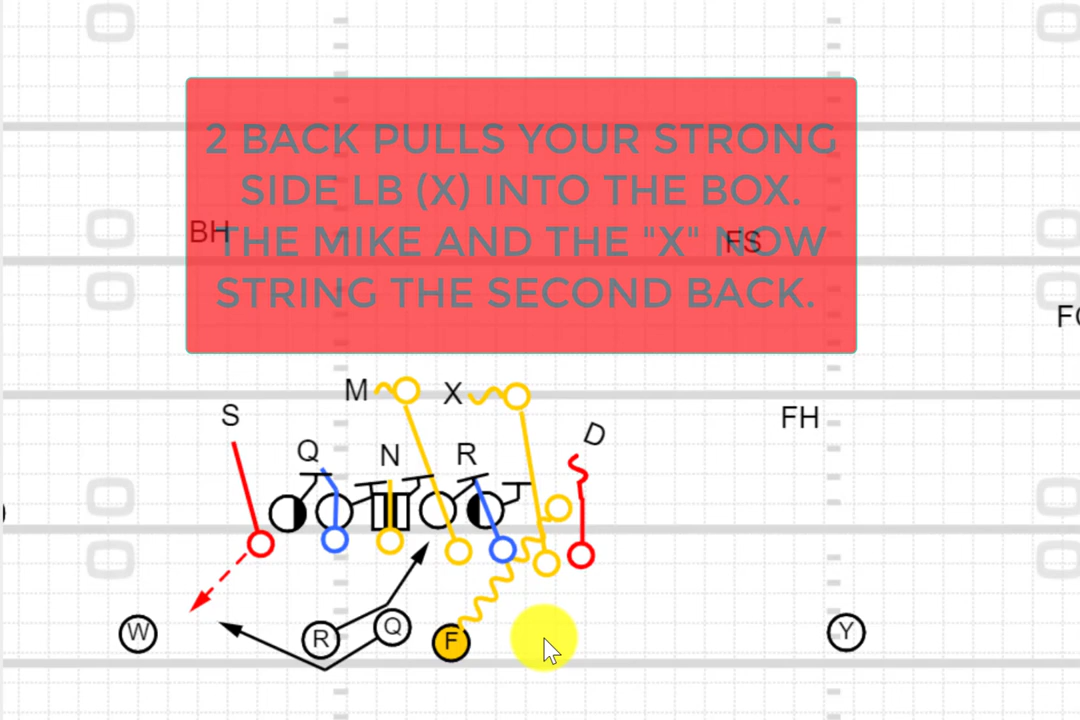 2 BACK PULLS YOUR STRONG
SIDE LB (X) INTO THE BOX.
THE MIKE AND THE "X" NOW
STRING THE SECOND BACK.
BH
FS
M
X
S
FH
D
Q
N
R
W
R
Q
F
Y